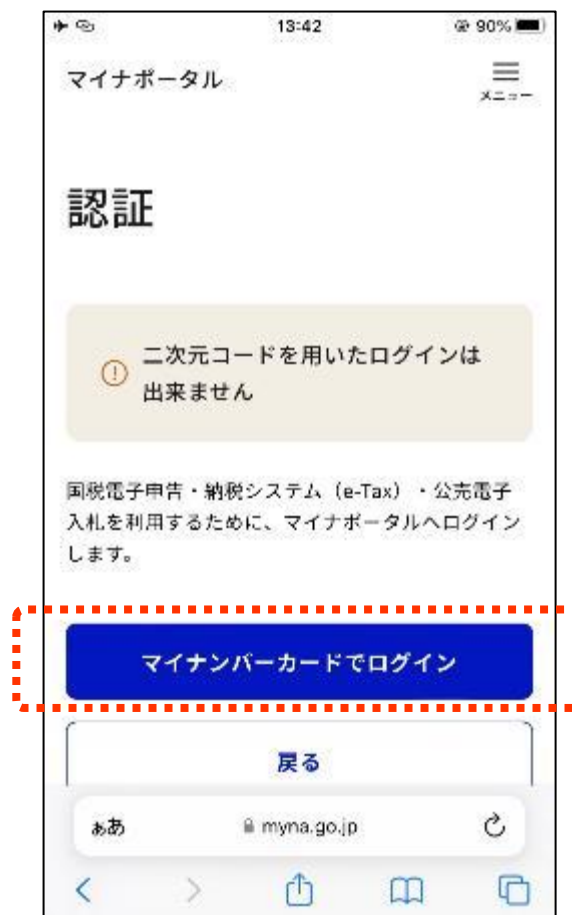 13:42 90%
マイナポータル
メニュー
認証
二次元コードを用いたログインは
出来ません
国税電子申告・納税システム（e-Tax）・公売電子
入札を利用するために、マイナポータルへログイン
します。
マイナンバーカードでログイン
戻る
ぁあ myna.go.jp